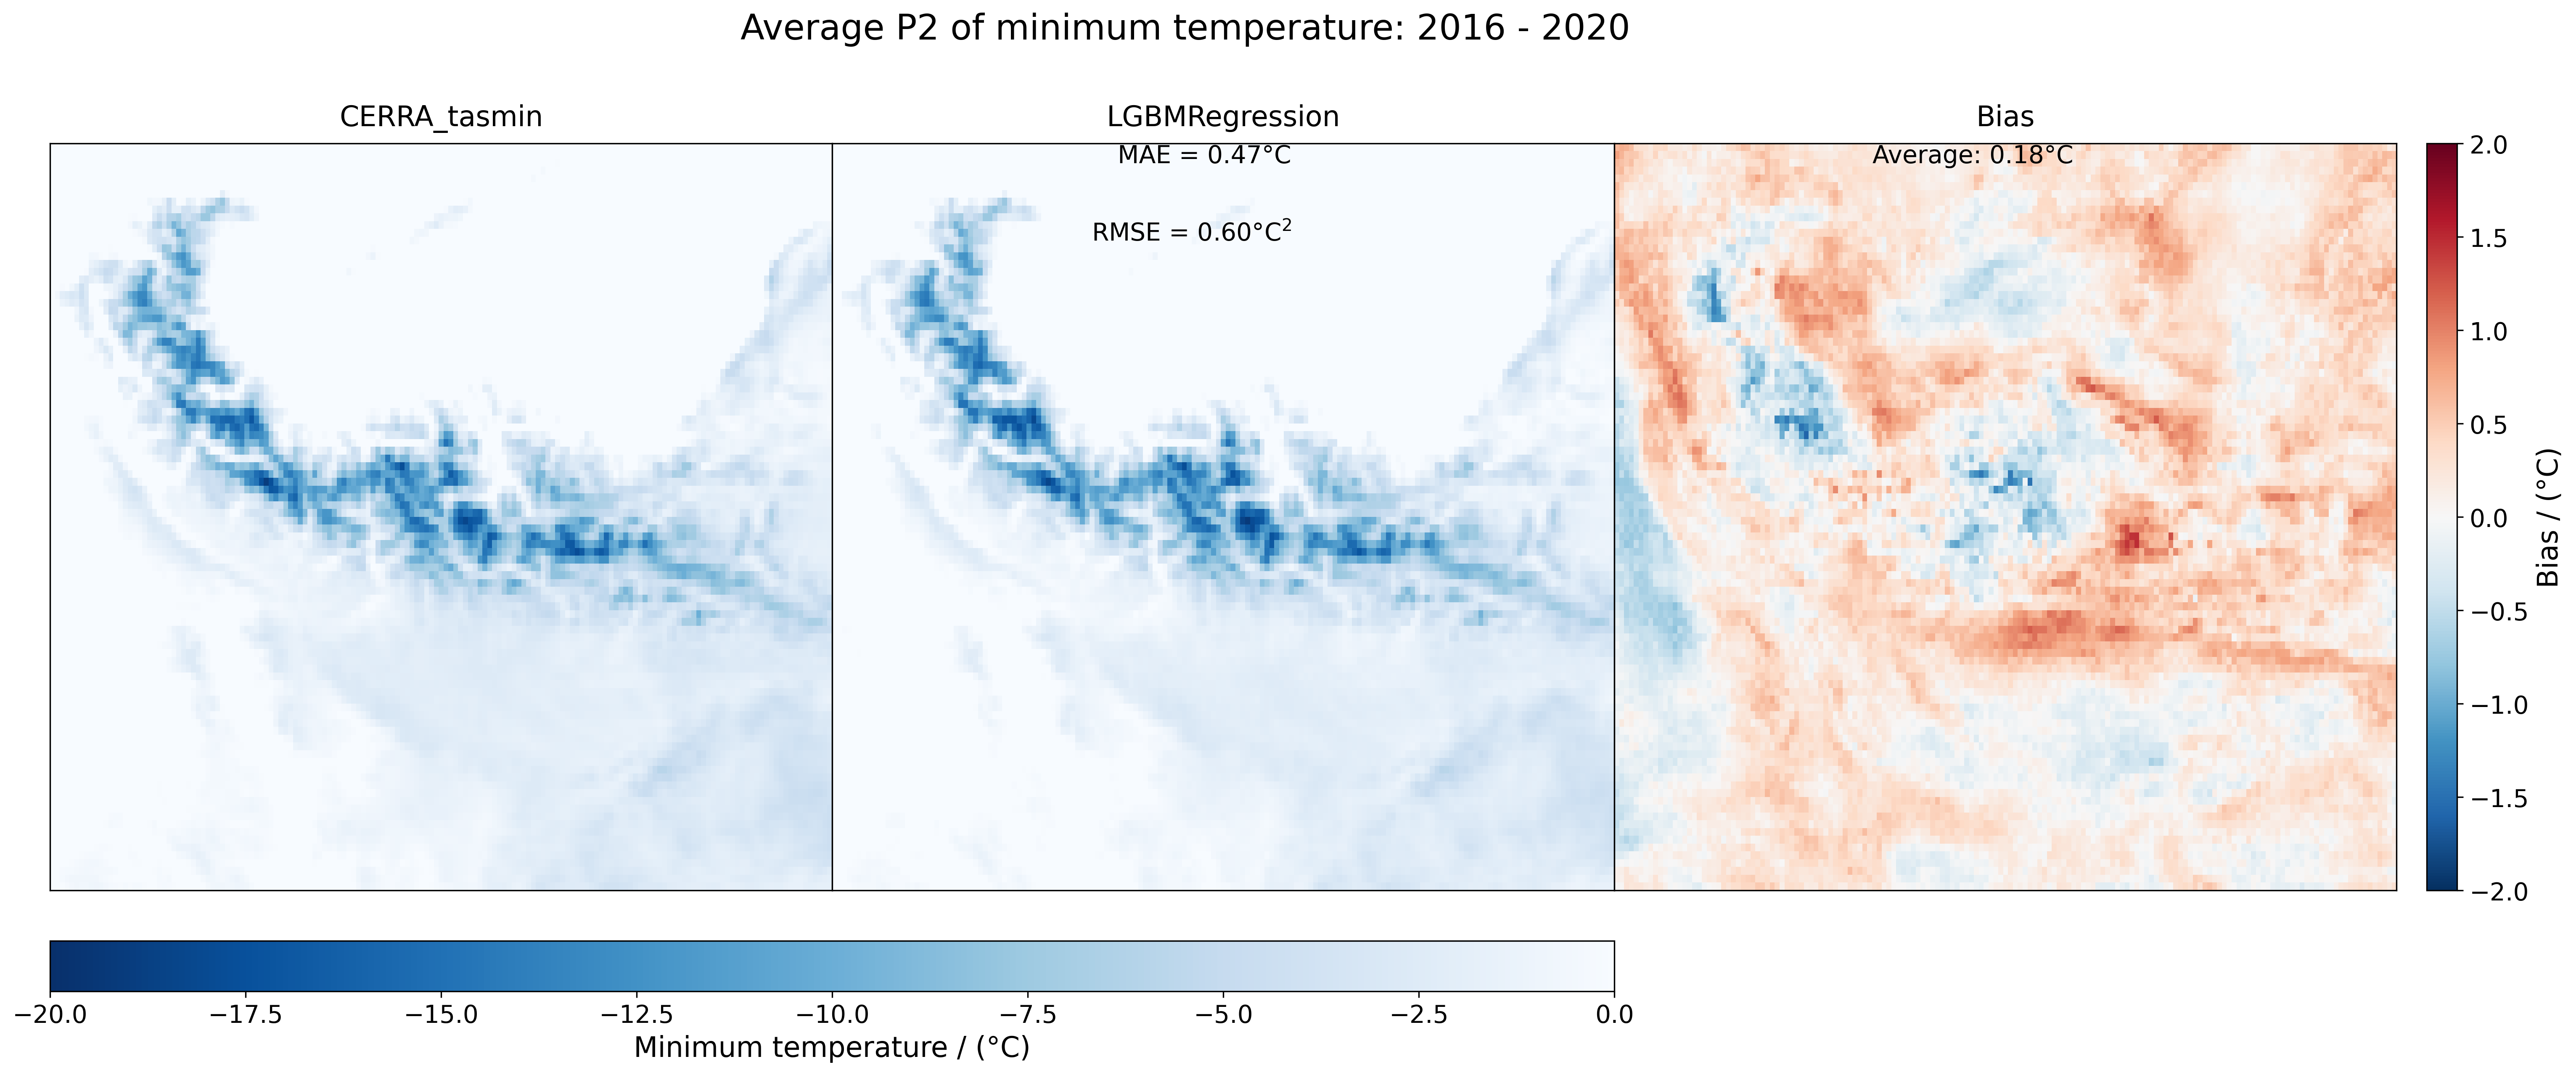 Average P2 of minimum temperature: 2016 - 2020
CERRA_tasmin
LGBMRegression
Bias
MAE = 0.47°C
RMSE = 0.60°C²
Average: 0.18°C
2.0
1.5
1.0
0.5
0.0
−0.5
−1.0
−1.5
−2.0
Bias / (°C)
−20.0 −17.5 −15.0 −12.5 −10.0 −7.5 −5.0 −2.5 0.0
Minimum temperature / (°C)